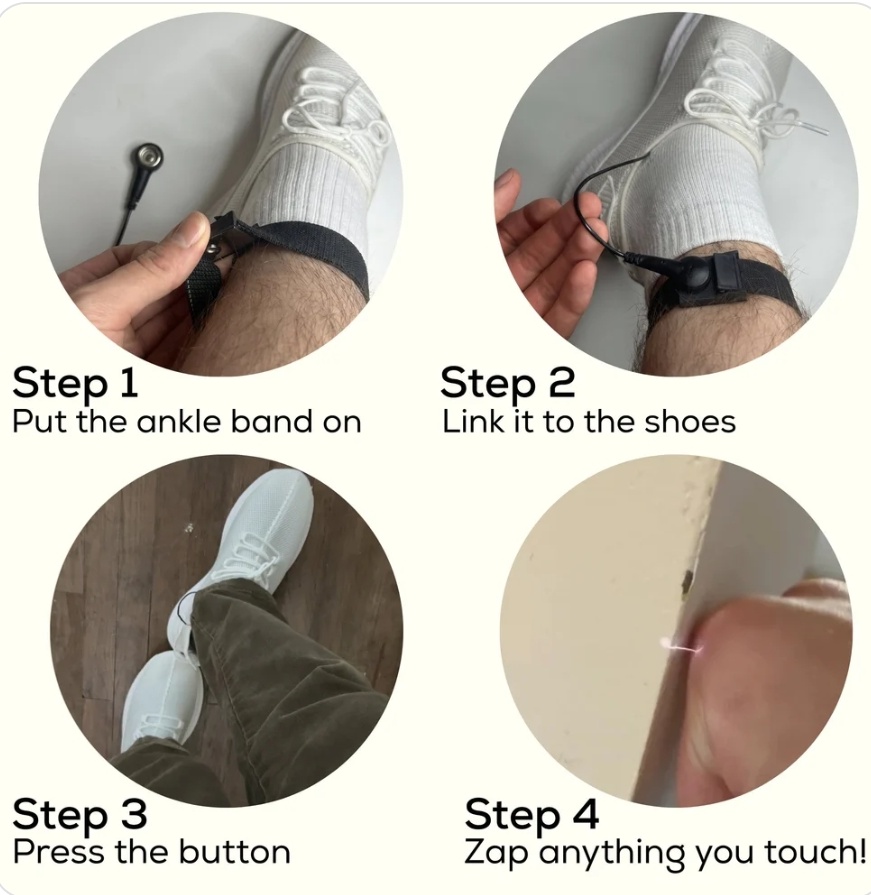 Step 1
Put the ankle band on
Step 2
Link it to the shoes
Step 3
Press the button
Step 4
Zap anything you touch!